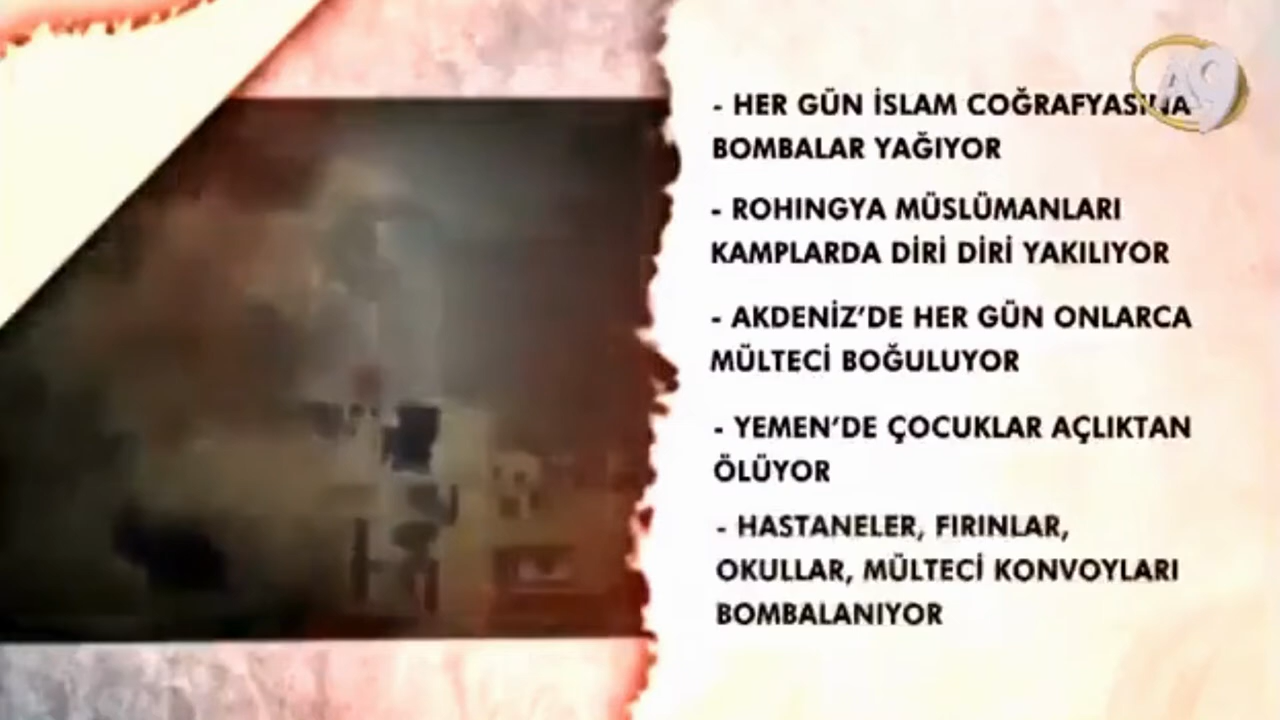 A9
- HER GÜN İSLAM COĞRAFYASINA
BOMBALAR YAĞIYOR
- ROHINGYA MÜSLÜMANLARI
KAMPLARDA DİRİ DİRİ YAKILIYOR
- AKDENİZ’DE HER GÜN ONLARCA
MÜLTECİ BOĞULUYOR
- YEMEN’DE ÇOCUKLAR AÇLIKTAN
ÖLÜYOR
- HASTANELER, FIRINLAR,
OKULLAR, MÜLTECİ KONVOYLARI
BOMBALANIYOR